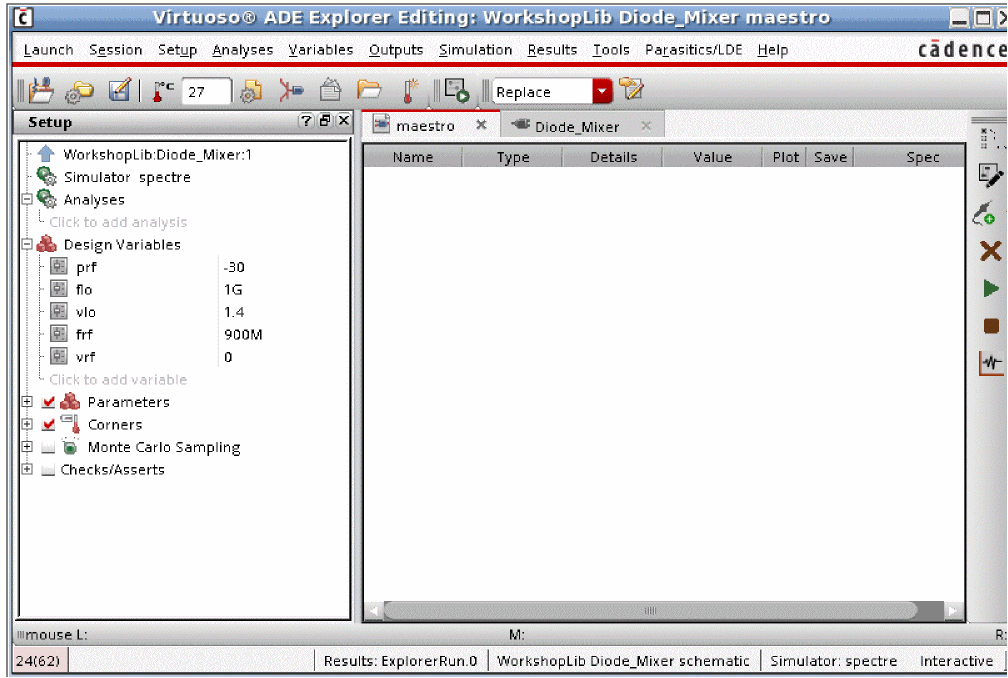 Virtuoso® ADE Explorer Editing: WorkshopLib Diode_Mixer maestro
Launch Session Setup Analyses Variables Outputs Simulation Results Tools Parasitics/LDE Help cādence
27 Replace
Setup
maestro Diode_Mixer
Name Type Details Value Plot Save Spec
WorkshopLib:Diode_Mixer:1
Simulator spectre
Analyses
Click to add analysis
Design Variables
prf -30
flo 1G
vlo 1.4
frf 900M
vrf 0
Click to add variable
Parameters
Corners
Monte Carlo Sampling
Checks/Asserts
mouse L: M: R:
24(62) Results: ExplorerRun.0 WorkshopLib Diode_Mixer schematic Simulator: spectre Interactive